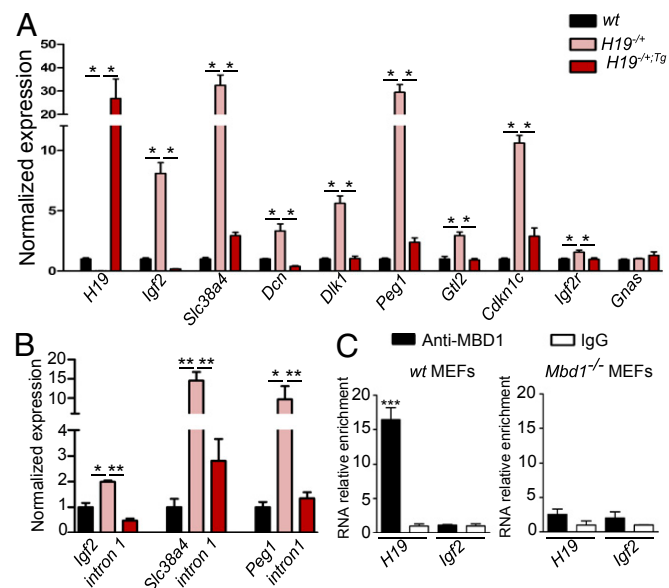 A
wt
H19-/+
H19-/+;Tg
Normalized expression
50
40
30
20
10
5
0
* *
* *
* *
* *
* *
* *
* *
* *
* *
H19
Igf2
Slc38a4
Dcn
Dlk1
Peg1
Gtl2
Cdkn1c
Igf2r
Gnas
B
Normalized expression
20
15
10
5
4
2
1
0
* **
** **
* **
Igf2
intron 1
Slc38a4
intron 1
Peg1
intron1
C
Anti-MBD1
IgG
wt MEFs
Mbd1-/- MEFs
RNA relative enrichment
20
15
10
5
0
***
H19
Igf2
RNA relative enrichment
20
15
10
5
0
H19
Igf2